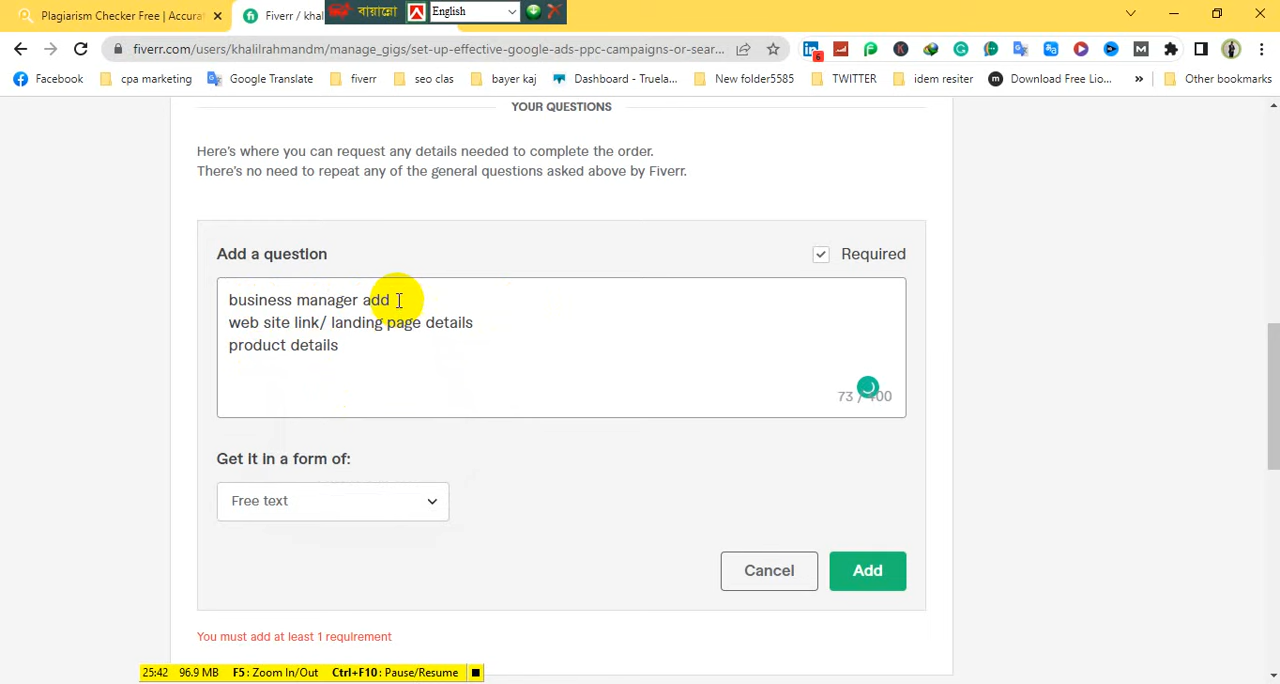 Plagiarism Checker Free | Accurat
Fiverr / khal
বায়ান্নো
English
fiverr.com/users/khalilrahmandm/manage_gigs/set-up-effective-google-ads-ppc-campaigns-or-sear...
6
Facebook
cpa marketing
Google Translate
fiverr
seo clas
bayer kaj
Dashboard - Truela...
New folder5585
TWITTER
idem resiter
Download Free Lio...
»
Other bookmarks
YOUR QUESTIONS
Here's where you can request any details needed to complete the order.
There's no need to repeat any of the general questions asked above by Fiverr.
Add a question
Required
business manager add
web site link/ landing page details
product details
73 / 400
Get it in a form of:
Free text
Cancel
Add
You must add at least 1 requirement
25:42 96.9 MB F5: Zoom In/Out Ctrl+F10: Pause/Resume